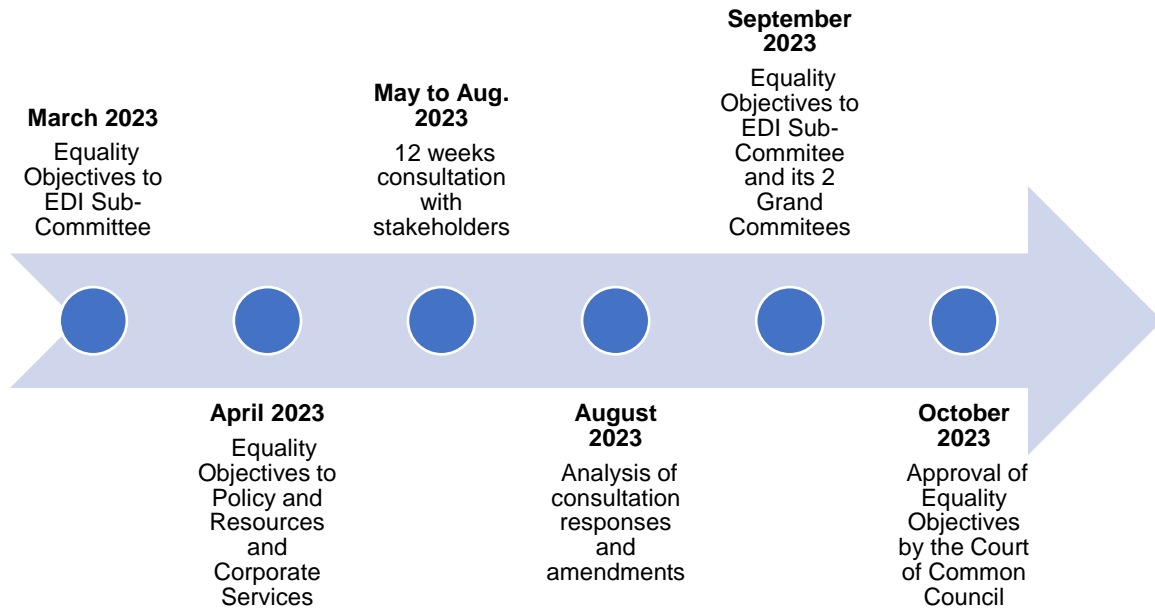 March 2023
Equality
Objectives to
EDI Sub-
Committee
April 2023
Equality
Objectives to
Policy and
Resources
and
Corporate
Services
May to Aug.
2023
12 weeks
consultation
with
stakeholders
August
2023
Analysis of
consultation
responses
and
amendments
September
2023
Equality
Objectives to
EDI Sub-
Commitee
and its 2
Grand
Commitees
October
2023
Approval of
Equality
Objectives
by the Court
of Common
Council